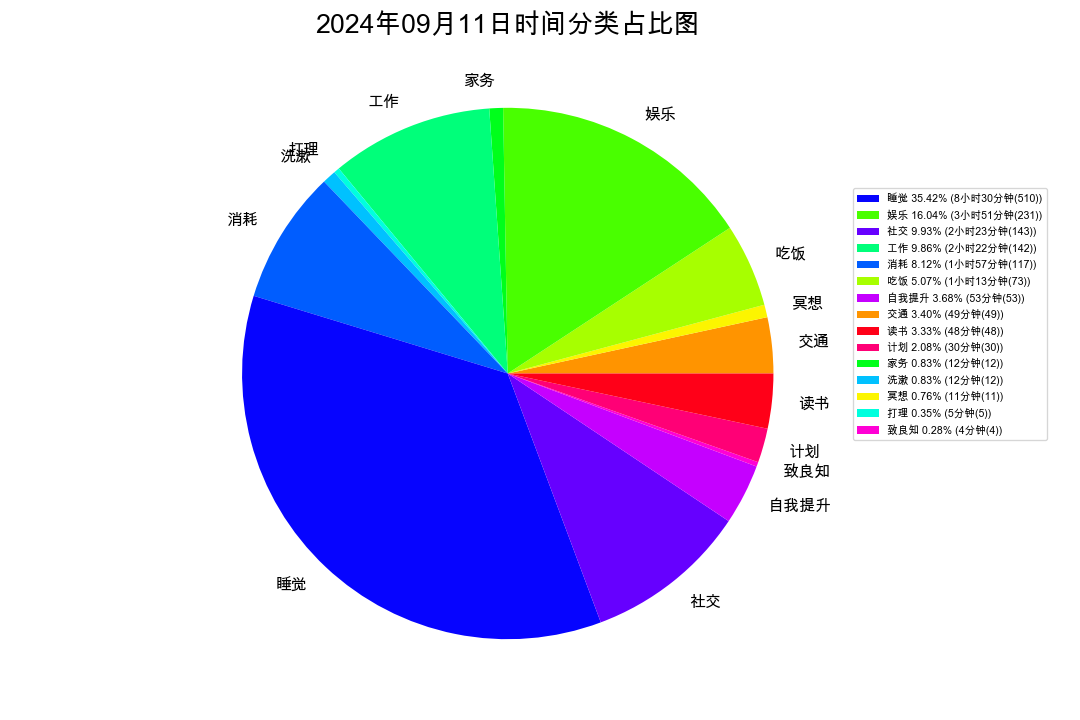 2024年09月11日时间分类占比图
家务
工作
娱乐
打理
洗漱
消耗
吃饭
冥想
交通
读书
计划
致良知
自我提升
睡觉
社交
睡觉 35.42% (8小时30分钟(510))
娱乐 16.04% (3小时51分钟(231))
社交 9.93% (2小时23分钟(143))
工作 9.86% (2小时22分钟(142))
消耗 8.12% (1小时57分钟(117))
吃饭 5.07% (1小时13分钟(73))
自我提升 3.68% (53分钟(53))
交通 3.40% (49分钟(49))
读书 3.33% (48分钟(48))
计划 2.08% (30分钟(30))
家务 0.83% (12分钟(12))
洗漱 0.83% (12分钟(12))
冥想 0.76% (11分钟(11))
打理 0.35% (5分钟(5))
致良知 0.28% (4分钟(4))